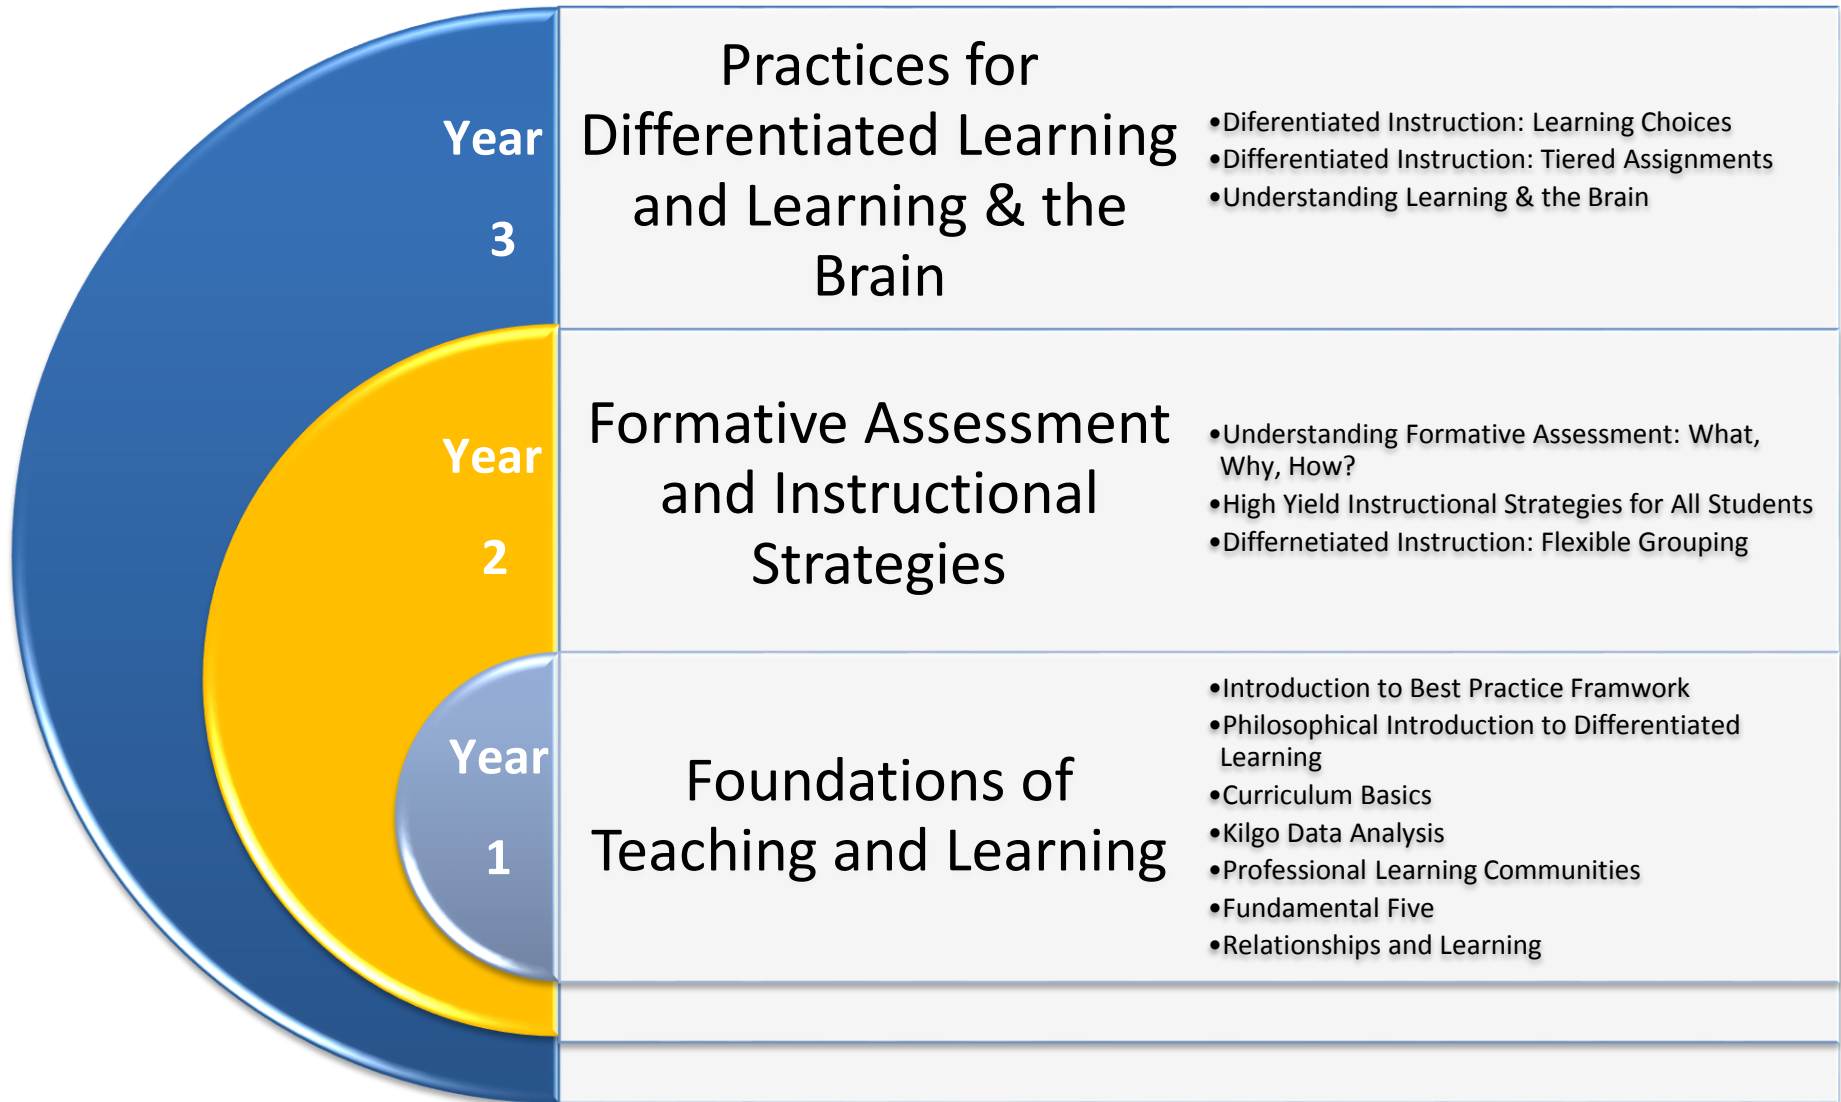 Year
3
Practices for
Differentiated Learning
and Learning & the
Brain
•Diferentiated Instruction: Learning Choices
•Differentiated Instruction: Tiered Assignments
•Understanding Learning & the Brain
Year
2
Formative Assessment
and Instructional
Strategies
•Understanding Formative Assessment: What,
Why, How?
•High Yield Instructional Strategies for All Students
•Differnetiated Instruction: Flexible Grouping
Year
1
Foundations of
Teaching and Learning
•Introduction to Best Practice Framwork
•Philosophical Introduction to Differentiated
Learning
•Curriculum Basics
•Kilgo Data Analysis
•Professional Learning Communities
•Fundamental Five
•Relationships and Learning